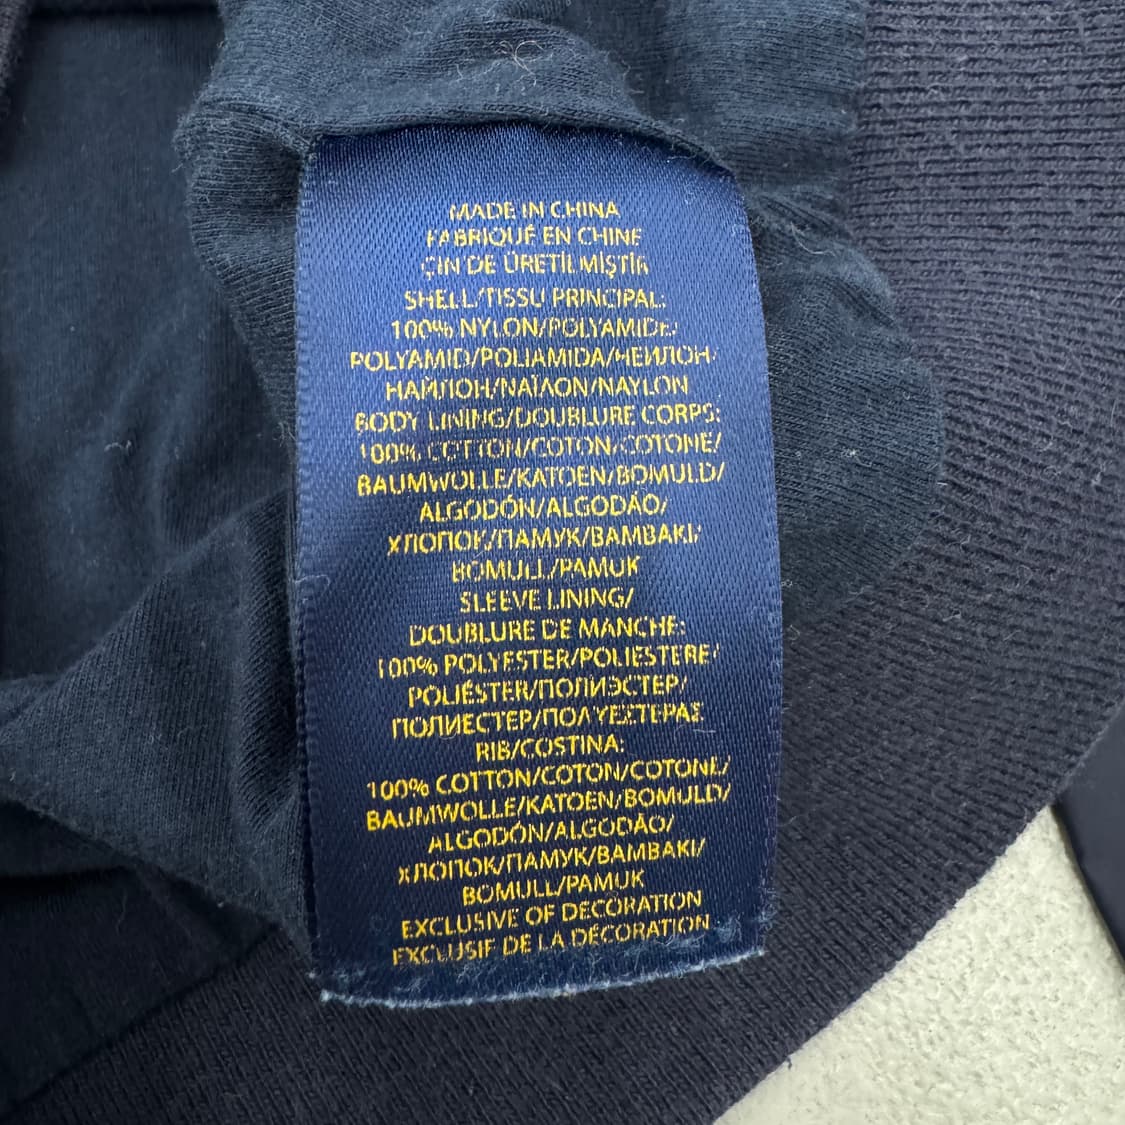 MADE IN CHINA
FABRIQUÉ EN CHINE
ÇIN DE ÜRETİLMİŞTİR
SHELL/TISSU PRINCIPAL:
100% NYLON/POLYAMIDE/
POLYAMID/POLIAMIDA/НЕЙЛОН/
НАЙЛОН/ΝΑΪΛΟΝ/NAYLON
BODY LINING/DOUBLURE CORPS:
100% COTTON/COTON/COTONE/
BAUMWOLLE/KATOEN/BOMULD/
ALGODÓN/ALGODÃO/
ХЛОПОК/ПАМУК/BAMBAKI/
BOMULL/PAMUK
SLEEVE LINING/
DOUBLURE DE MANCHE:
100% POLYESTER/POLIESTERE/
POLIÉSTER/ПОЛИЭСТЕР/
ПОЛИЕСТЕР/ΠΟΛΥΕΣΤΕΡΑΣ
RIB/COSTINA:
100% COTTON/COTON/COTONE/
BAUMWOLLE/KATOEN/BOMULD/
ALGODÓN/ALGODÃO/
ХЛОПОК/ПАМУК/BAMBAKI/
BOMULL/PAMUK
EXCLUSIVE OF DECORATION
EXCLUSIF DE LA DÉCORATION